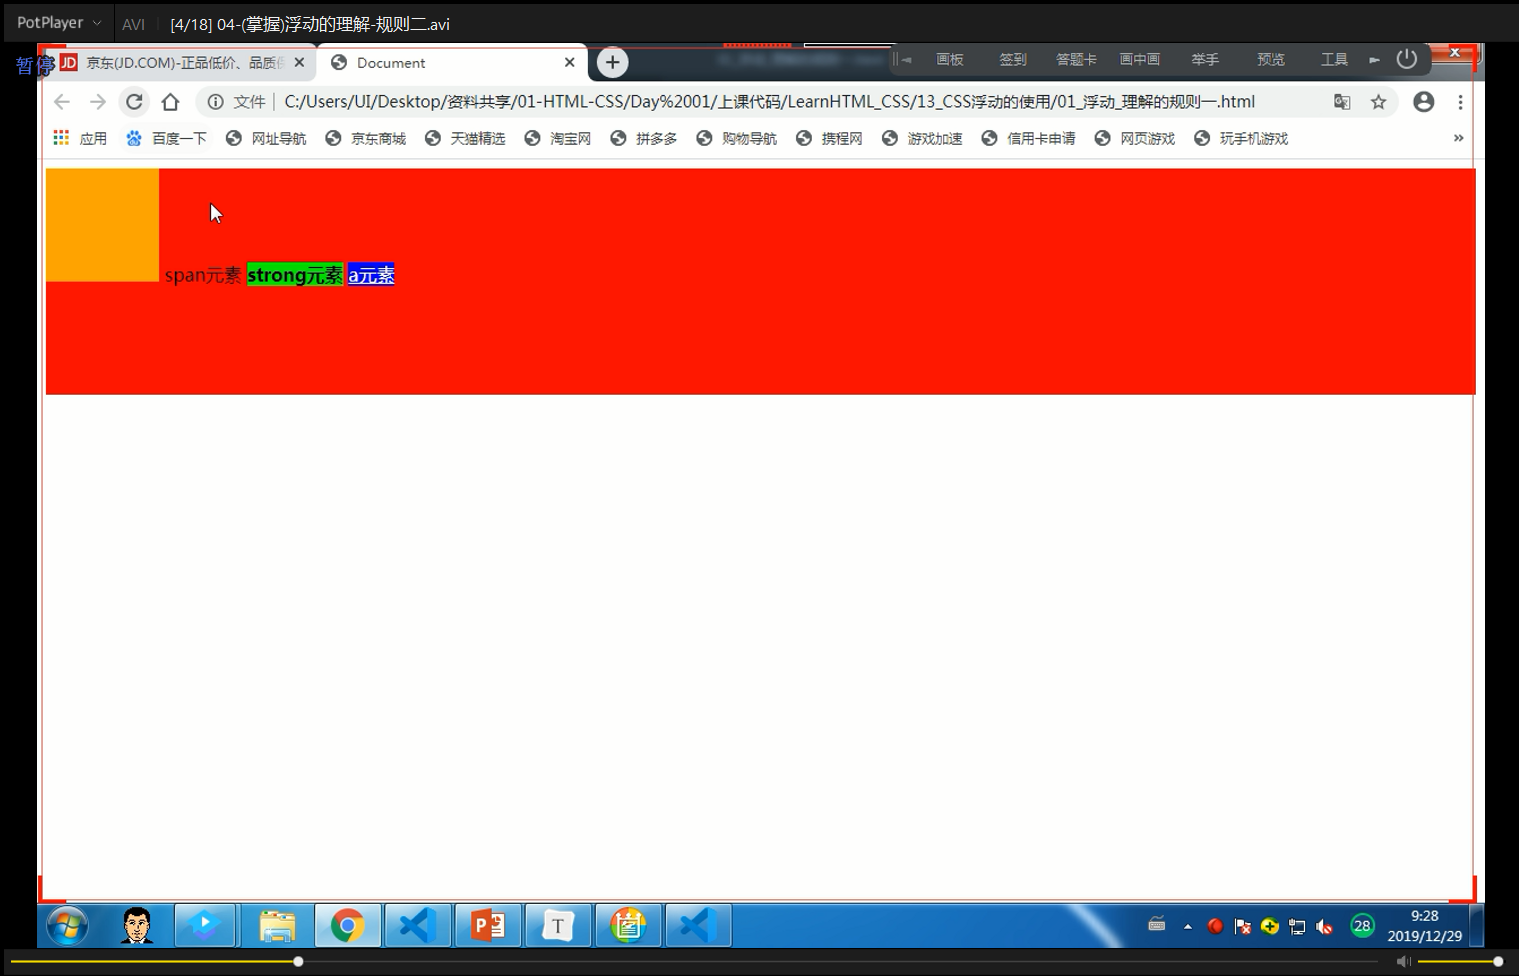 PotPlayer AVI [4/18] 04-(掌握)浮动的理解-规则二.avi
暂停
JD 京东(JD.COM)-正品低价、品质 Document 画板 签到 答题卡 画中画 举手 预览 工具
文件 C:/Users/UI/Desktop/资料共享/01-HTML-CSS/Day%2001/上课代码/LearnHTML_CSS/13_CSS浮动的使用/01_浮动_理解的规则一.html
应用 百度一下 网址导航 京东商城 天猫精选 淘宝网 拼多多 购物导航 携程网 游戏加速 信用卡申请 网页游戏 玩手机游戏 »
span元素 strong元素 a元素
P T 图 28 9:28
2019/12/29